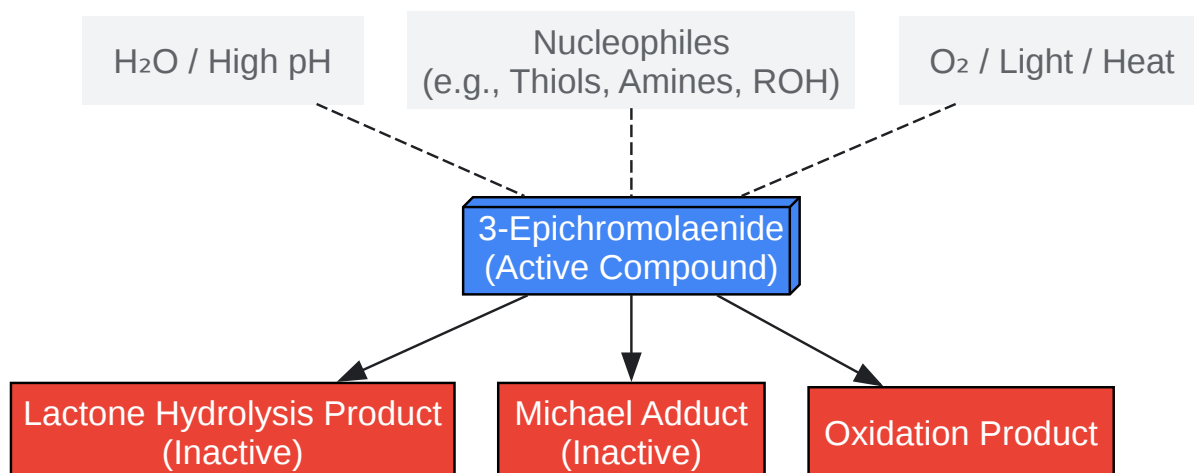 H₂O / High pH
Nucleophiles
(e.g., Thiols, Amines, ROH)
O₂ / Light / Heat
3-Epichromolaenide
(Active Compound)
Lactone Hydrolysis Product
(Inactive)
Michael Adduct
(Inactive)
Oxidation Product